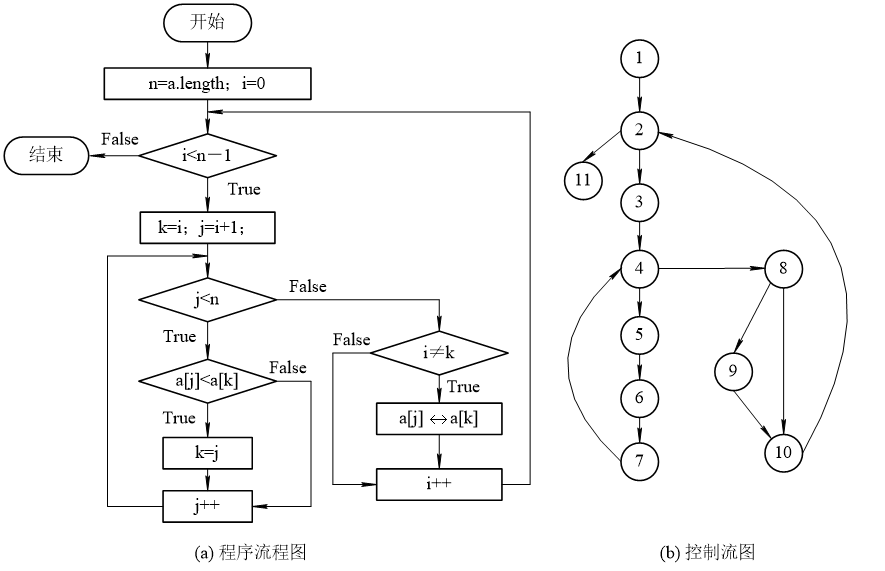 开始
n=a.length；i=0
False
i<n－1
结束
True
k=i；j=i+1；
j<n
False
True
False
i≠k
a[j]<a[k]
False
True
True
a[j]↔a[k]
k=j
i++
j++
(a) 程序流程图
1
2
11
3
4
8
5
9
6
10
7
(b) 控制流图